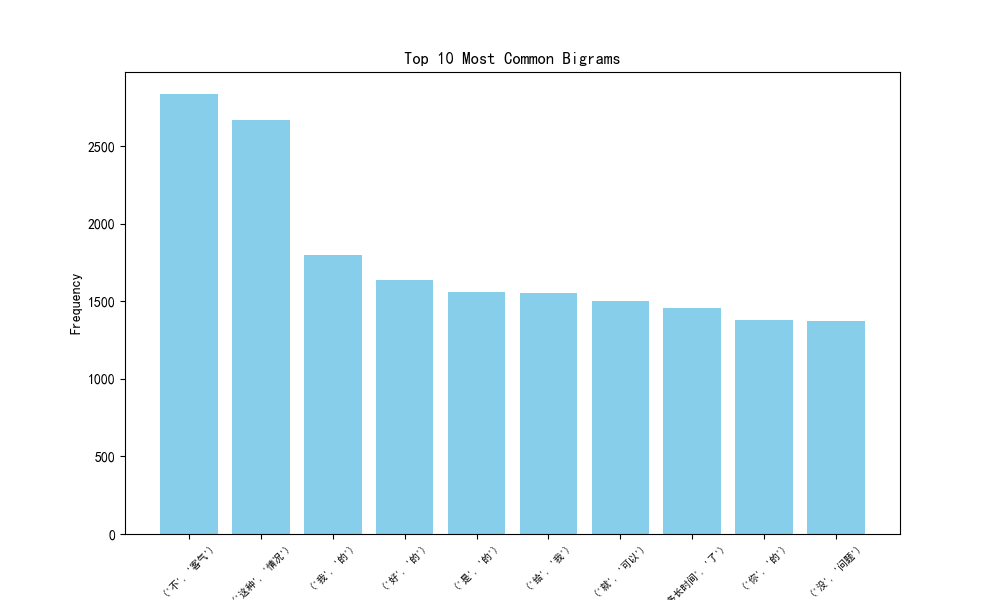 Top 10 Most Common Bigrams
Frequency
2500
2000
1500
1000
500
0
('不', '客气')
('这种', '情况')
('我', '的')
('好', '的')
('是', '的')
('给', '我')
('就', '可以')
长时间', '了')
('你', '的')
('没', '问题')